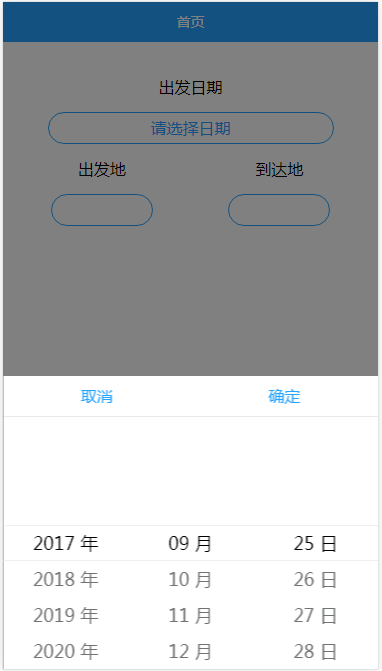 首页
出发日期
请选择日期
出发地 到达地
取消 确定
2017 年 09 月 25 日
2018 年 10 月 26 日
2019 年 11 月 27 日
2020 年 12 月 28 日